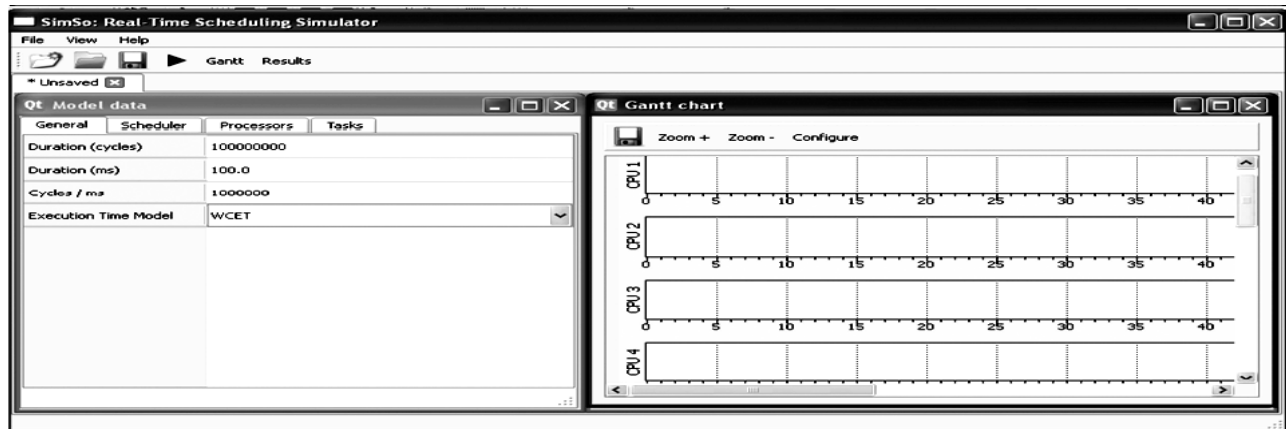 SimSo: Real-Time Scheduling Simulator
File View Help
Gantt Results
* Unsaved
Qt Model data
General Scheduler Processors Tasks
Duration (cycles) 100000000
Duration (ms) 100.0
Cycles / ms 1000000
Execution Time Model WCET
Qt Gantt chart
Zoom + Zoom - Configure
CPU 1
0 5 10 15 20 25 30 35 40
CPU 2
0 5 10 15 20 25 30 35 40
CPU 3
0 5 10 15 20 25 30 35 40
CPU 4